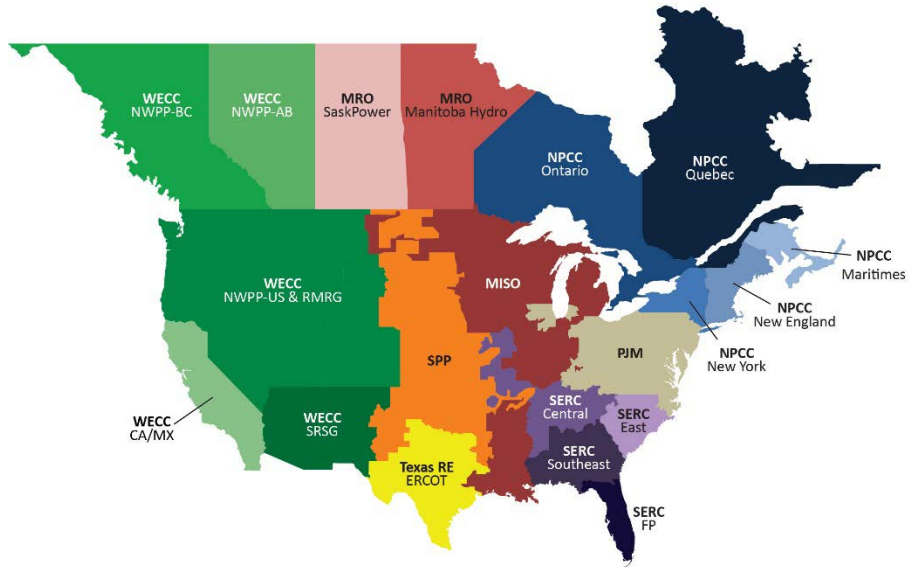 WECC
NWPP-BC
WECC
NWPP-AB
MRO
SaskPower
MRO
Manitoba Hydro
NPCC
Ontario
NPCC
Quebec
NPCC
Maritimes
WECC
NWPP-US & RMRG
MISO
NPCC
New England
SPP
PJM
NPCC
New York
WECC
CA/MX
WECC
SRSG
SERC
Central
SERC
East
SERC
Southeast
Texas RE
ERCOT
SERC
FP